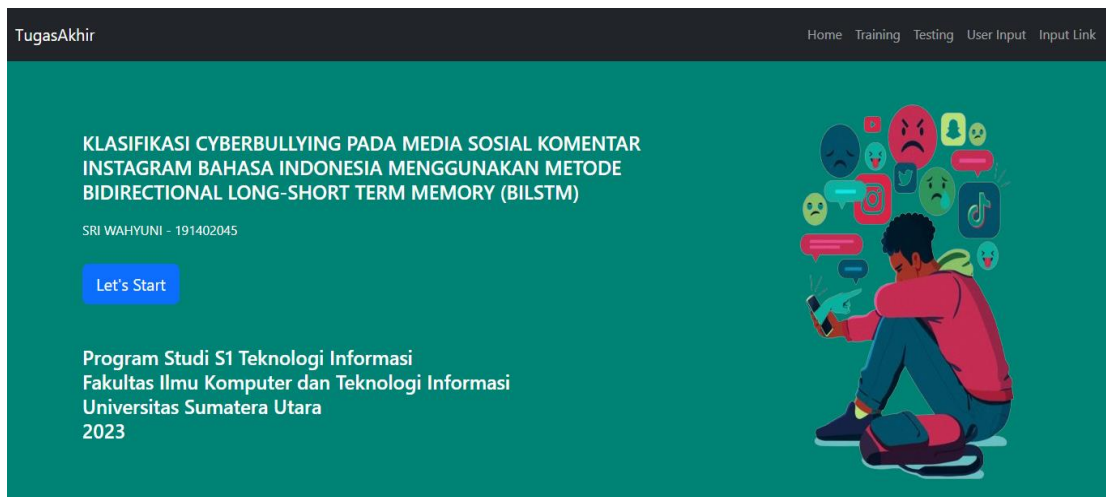 TugasAkhir
Home Training Testing User Input Input Link
KLASIFIKASI CYBERBULLYING PADA MEDIA SOSIAL KOMENTAR
INSTAGRAM BAHASA INDONESIA MENGGUNAKAN METODE
BIDIRECTIONAL LONG-SHORT TERM MEMORY (BILSTM)
SRI WAHYUNI - 191402045
Let's Start
Program Studi S1 Teknologi Informasi
Fakultas Ilmu Komputer dan Teknologi Informasi
Universitas Sumatera Utara
2023